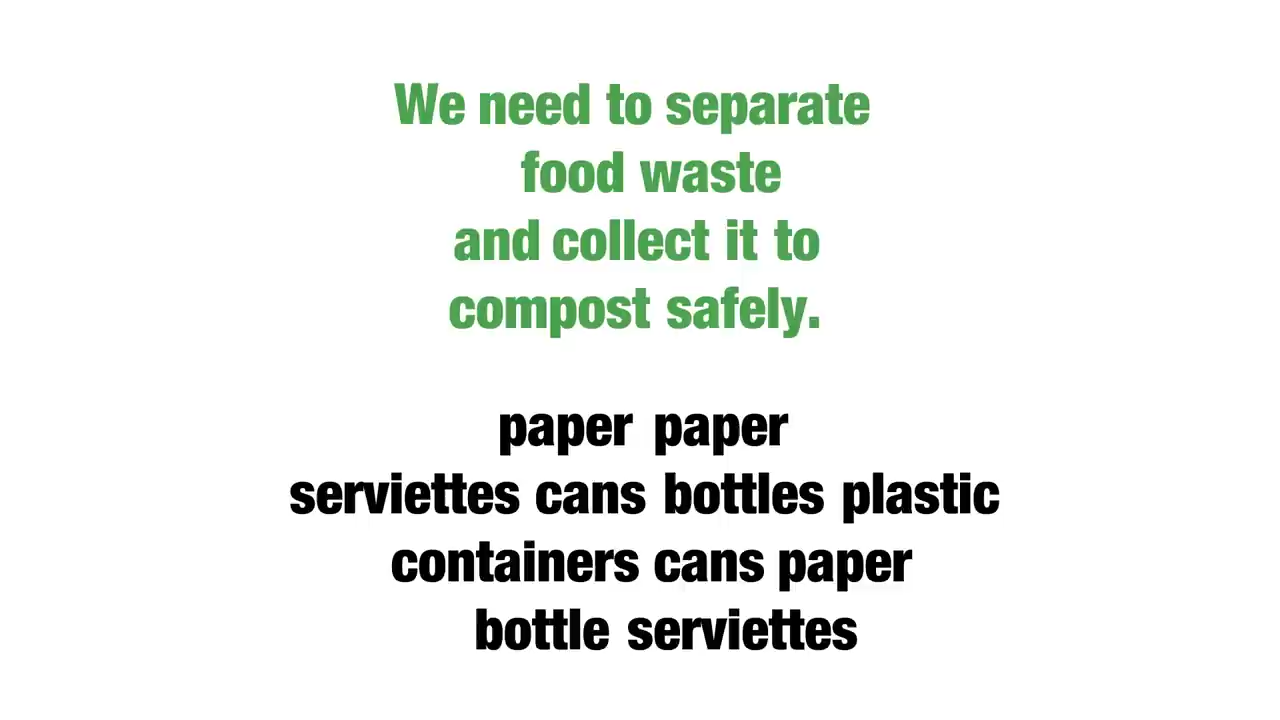 We need to separate
food waste
and collect it to
compost safely.
paper paper
serviettes cans bottles plastic
containers cans paper
bottle serviettes